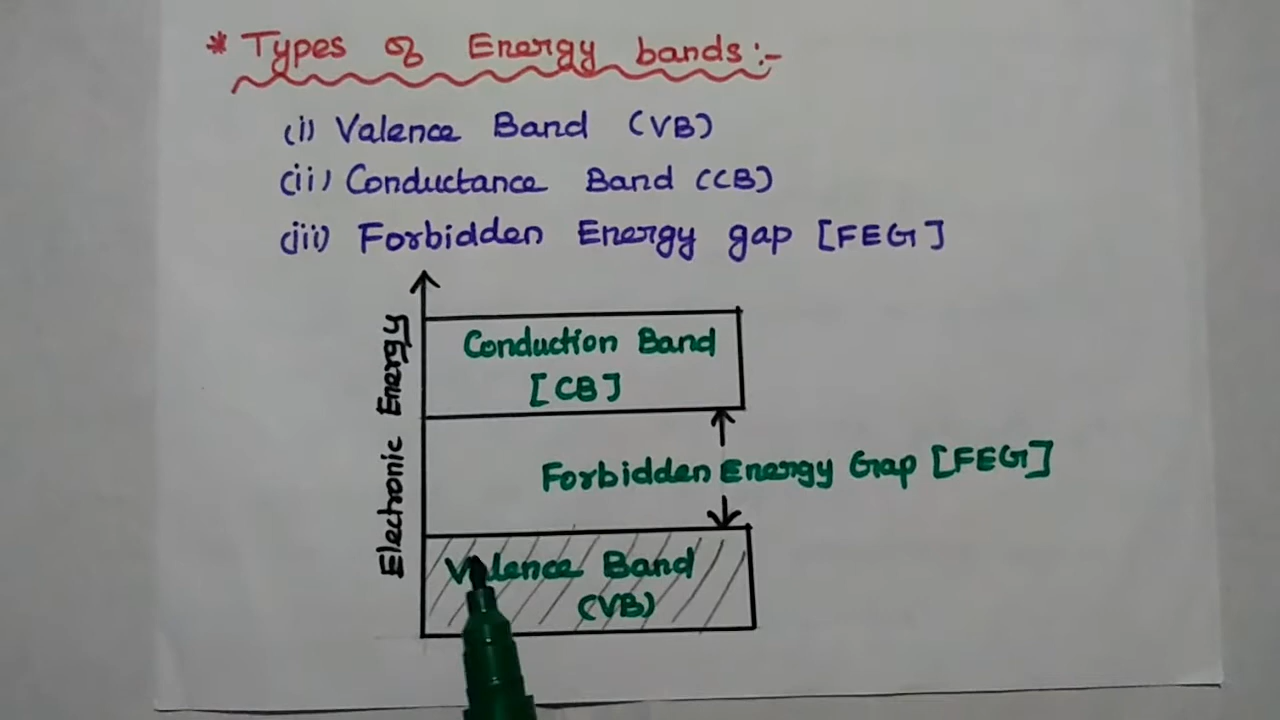 * Types of Energy bands:-
(i) Valence Band (VB)
(ii) Conductance Band (CB)
(iii) Forbidden Energy gap [FEG]
Electronic Energy
Conduction Band
[CB]
Forbidden Energy Gap [FEG]
Valence Band
(VB)